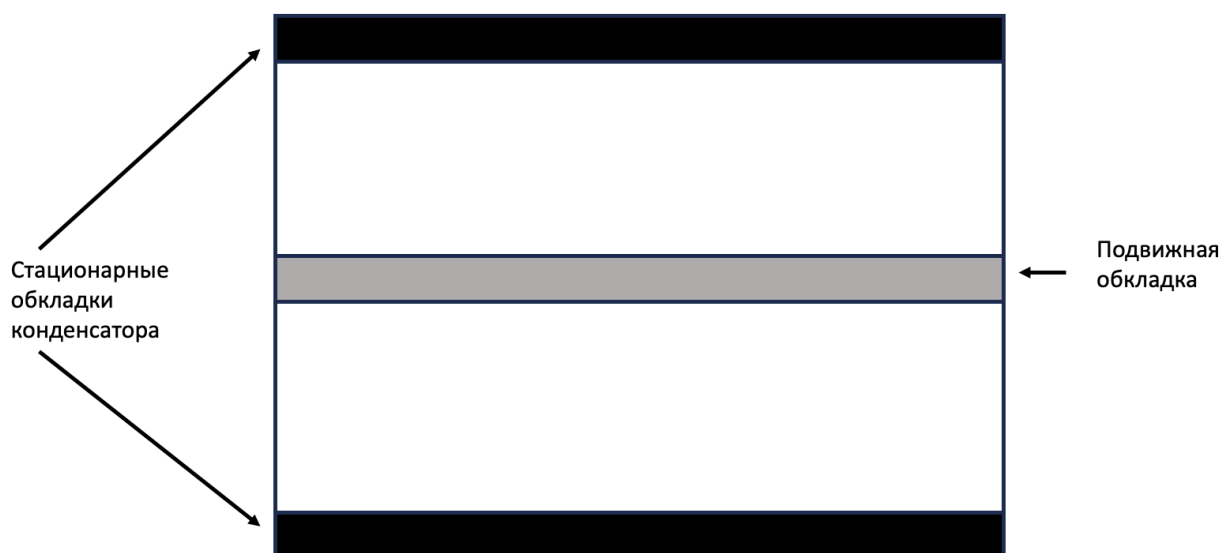 Стационарные
обкладки
конденсатора
Подвижная
обкладка